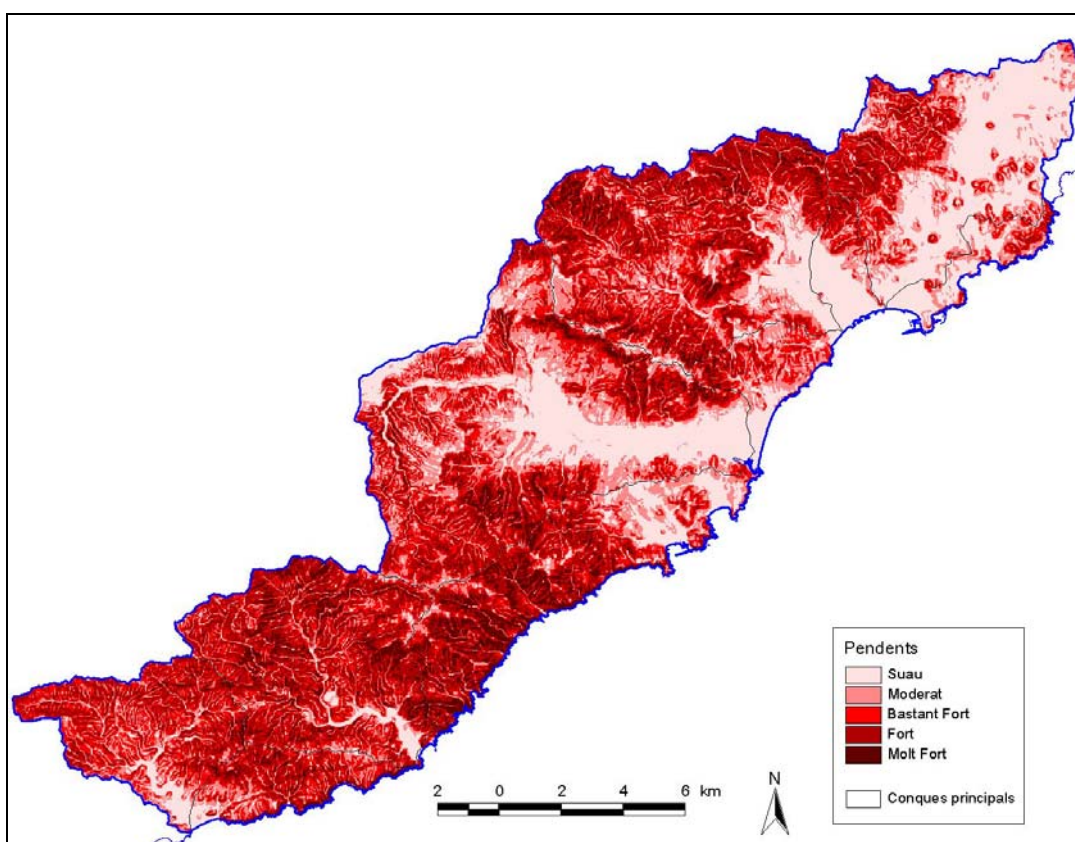 Pendents
Suau
Moderat
Bastant Fort
Fort
Molt Fort
Conques principals
2 0 2 4 6 km
N